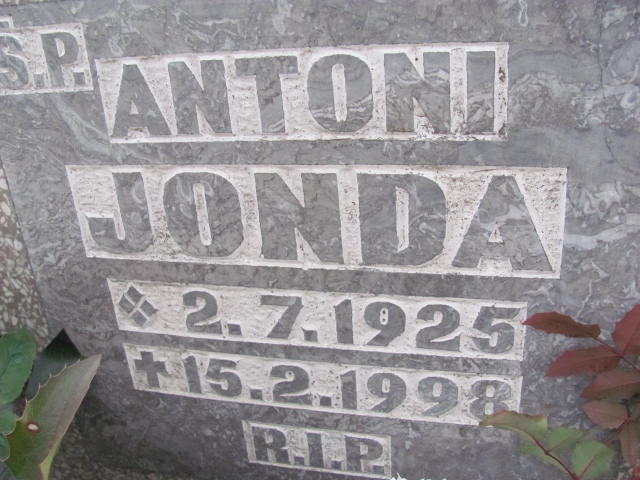 Ś.P. ANTONI
JONDA
2.7.1925
✝ 15.2.1998
R.I.P.